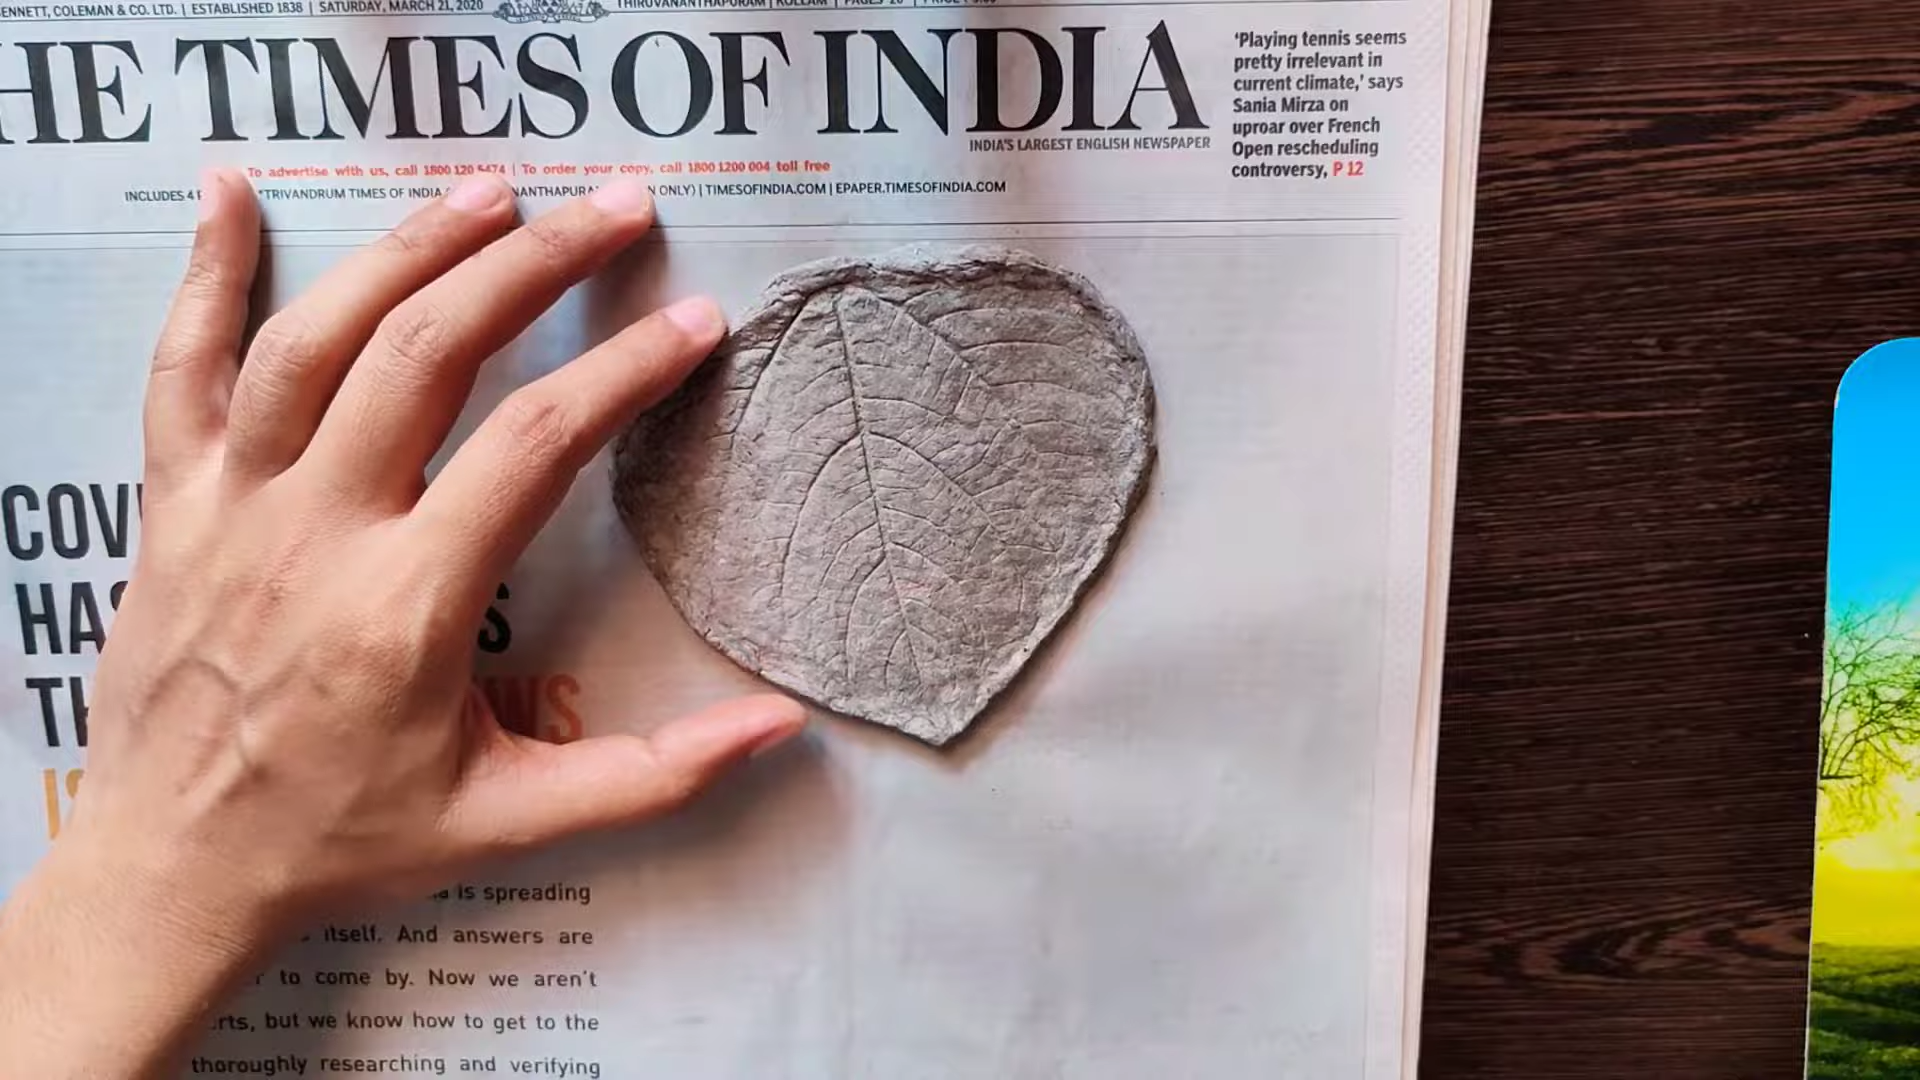 ENNETT, COLEMAN & CO. LTD. | ESTABLISHED 1838 | SATURDAY, MARCH 21, 2020
HE TIMES OF INDIA
INDIA'S LARGEST ENGLISH NEWSPAPER
To advertise with us, call 1800 120 5474 | To order your copy, call 1800 1200 004 toll free
INCLUDES 4 TRIVANDRUM TIMES OF INDIA ONLY) | TIMESOFINDIA.COM | EPAPER.TIMESOFINDIA.COM
'Playing tennis seems
pretty irrelevant in
current climate,' says
Sania Mirza on
uproar over French
Open rescheduling
controversy, P 12
COV
HAS
TH
is spreading
itself. And answers are
to come by. Now we aren't
but we know how to get to the
thoroughly researching and verifying